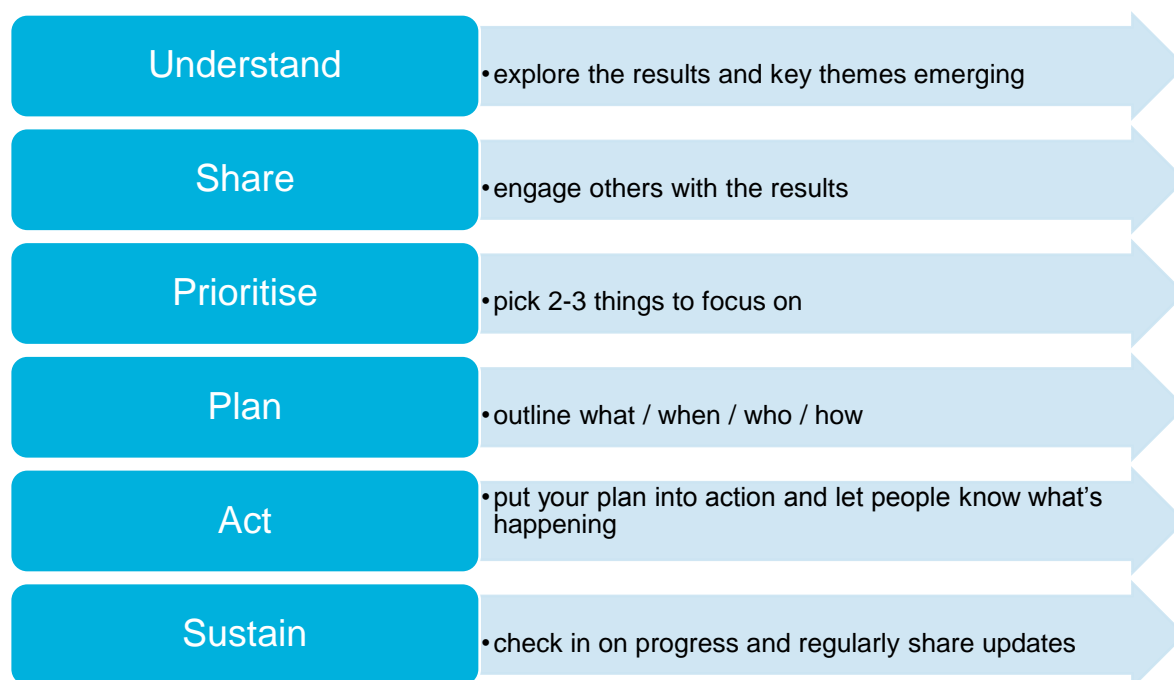 Understand
•explore the results and key themes emerging
Share
•engage others with the results
Prioritise
•pick 2-3 things to focus on
Plan
•outline what / when / who / how
Act
•put your plan into action and let people know what’s
happening
Sustain
•check in on progress and regularly share updates